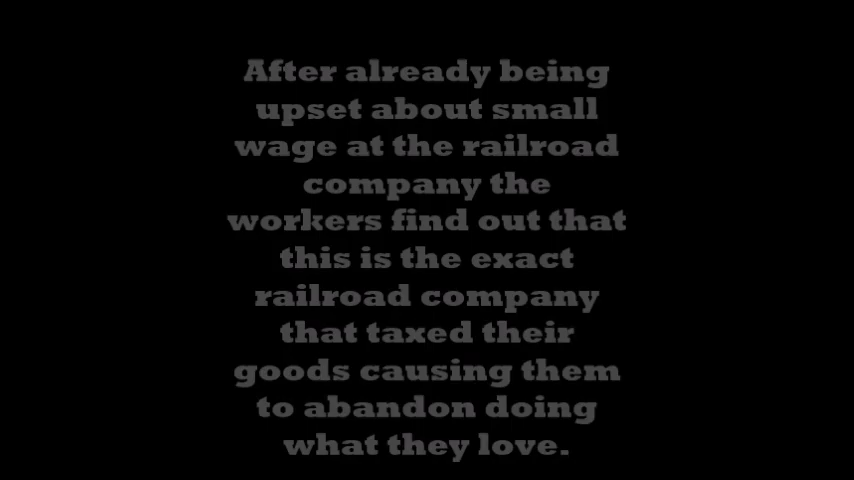 After already being
upset about small
wage at the railroad
company the
workers find out that
this is the exact
railroad company
that taxed their
goods causing them
to abandon doing
what they love.